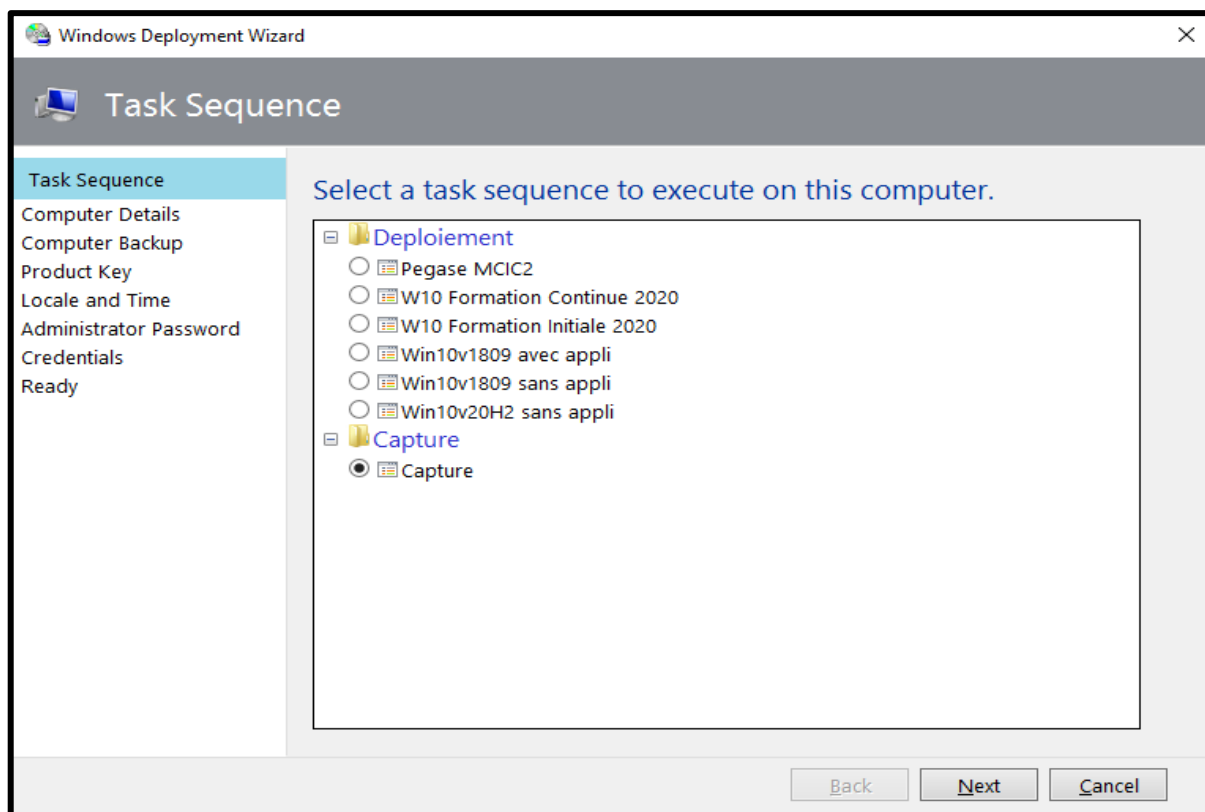 Windows Deployment Wizard
Task Sequence
Task Sequence
Computer Details
Computer Backup
Product Key
Locale and Time
Administrator Password
Credentials
Ready
Select a task sequence to execute on this computer.
Deploiement
Pegase MCIC2
W10 Formation Continue 2020
W10 Formation Initiale 2020
Win10v1809 avec appli
Win10v1809 sans appli
Win10v20H2 sans appli
Capture
Capture
Back Next Cancel